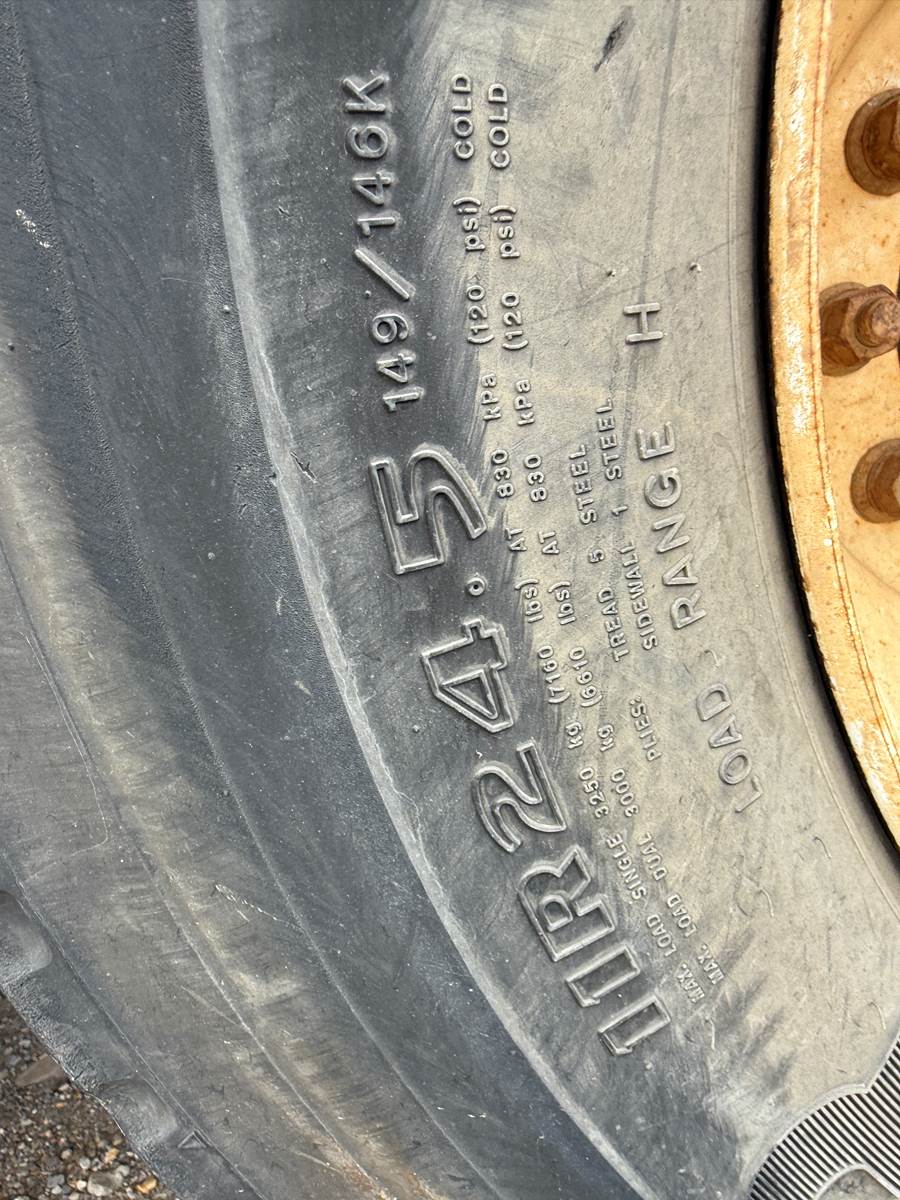 11R24.5 149/146K
MAX. LOAD SINGLE 3250 kg (7160 lbs) AT 830 kPa (120 psi) COLD
MAX. LOAD DUAL 3000 kg (6610 lbs) AT 830 kPa (120 psi) COLD
PLIES: TREAD 5 STEEL
SIDEWALL 1 STEEL
LOAD RANGE H